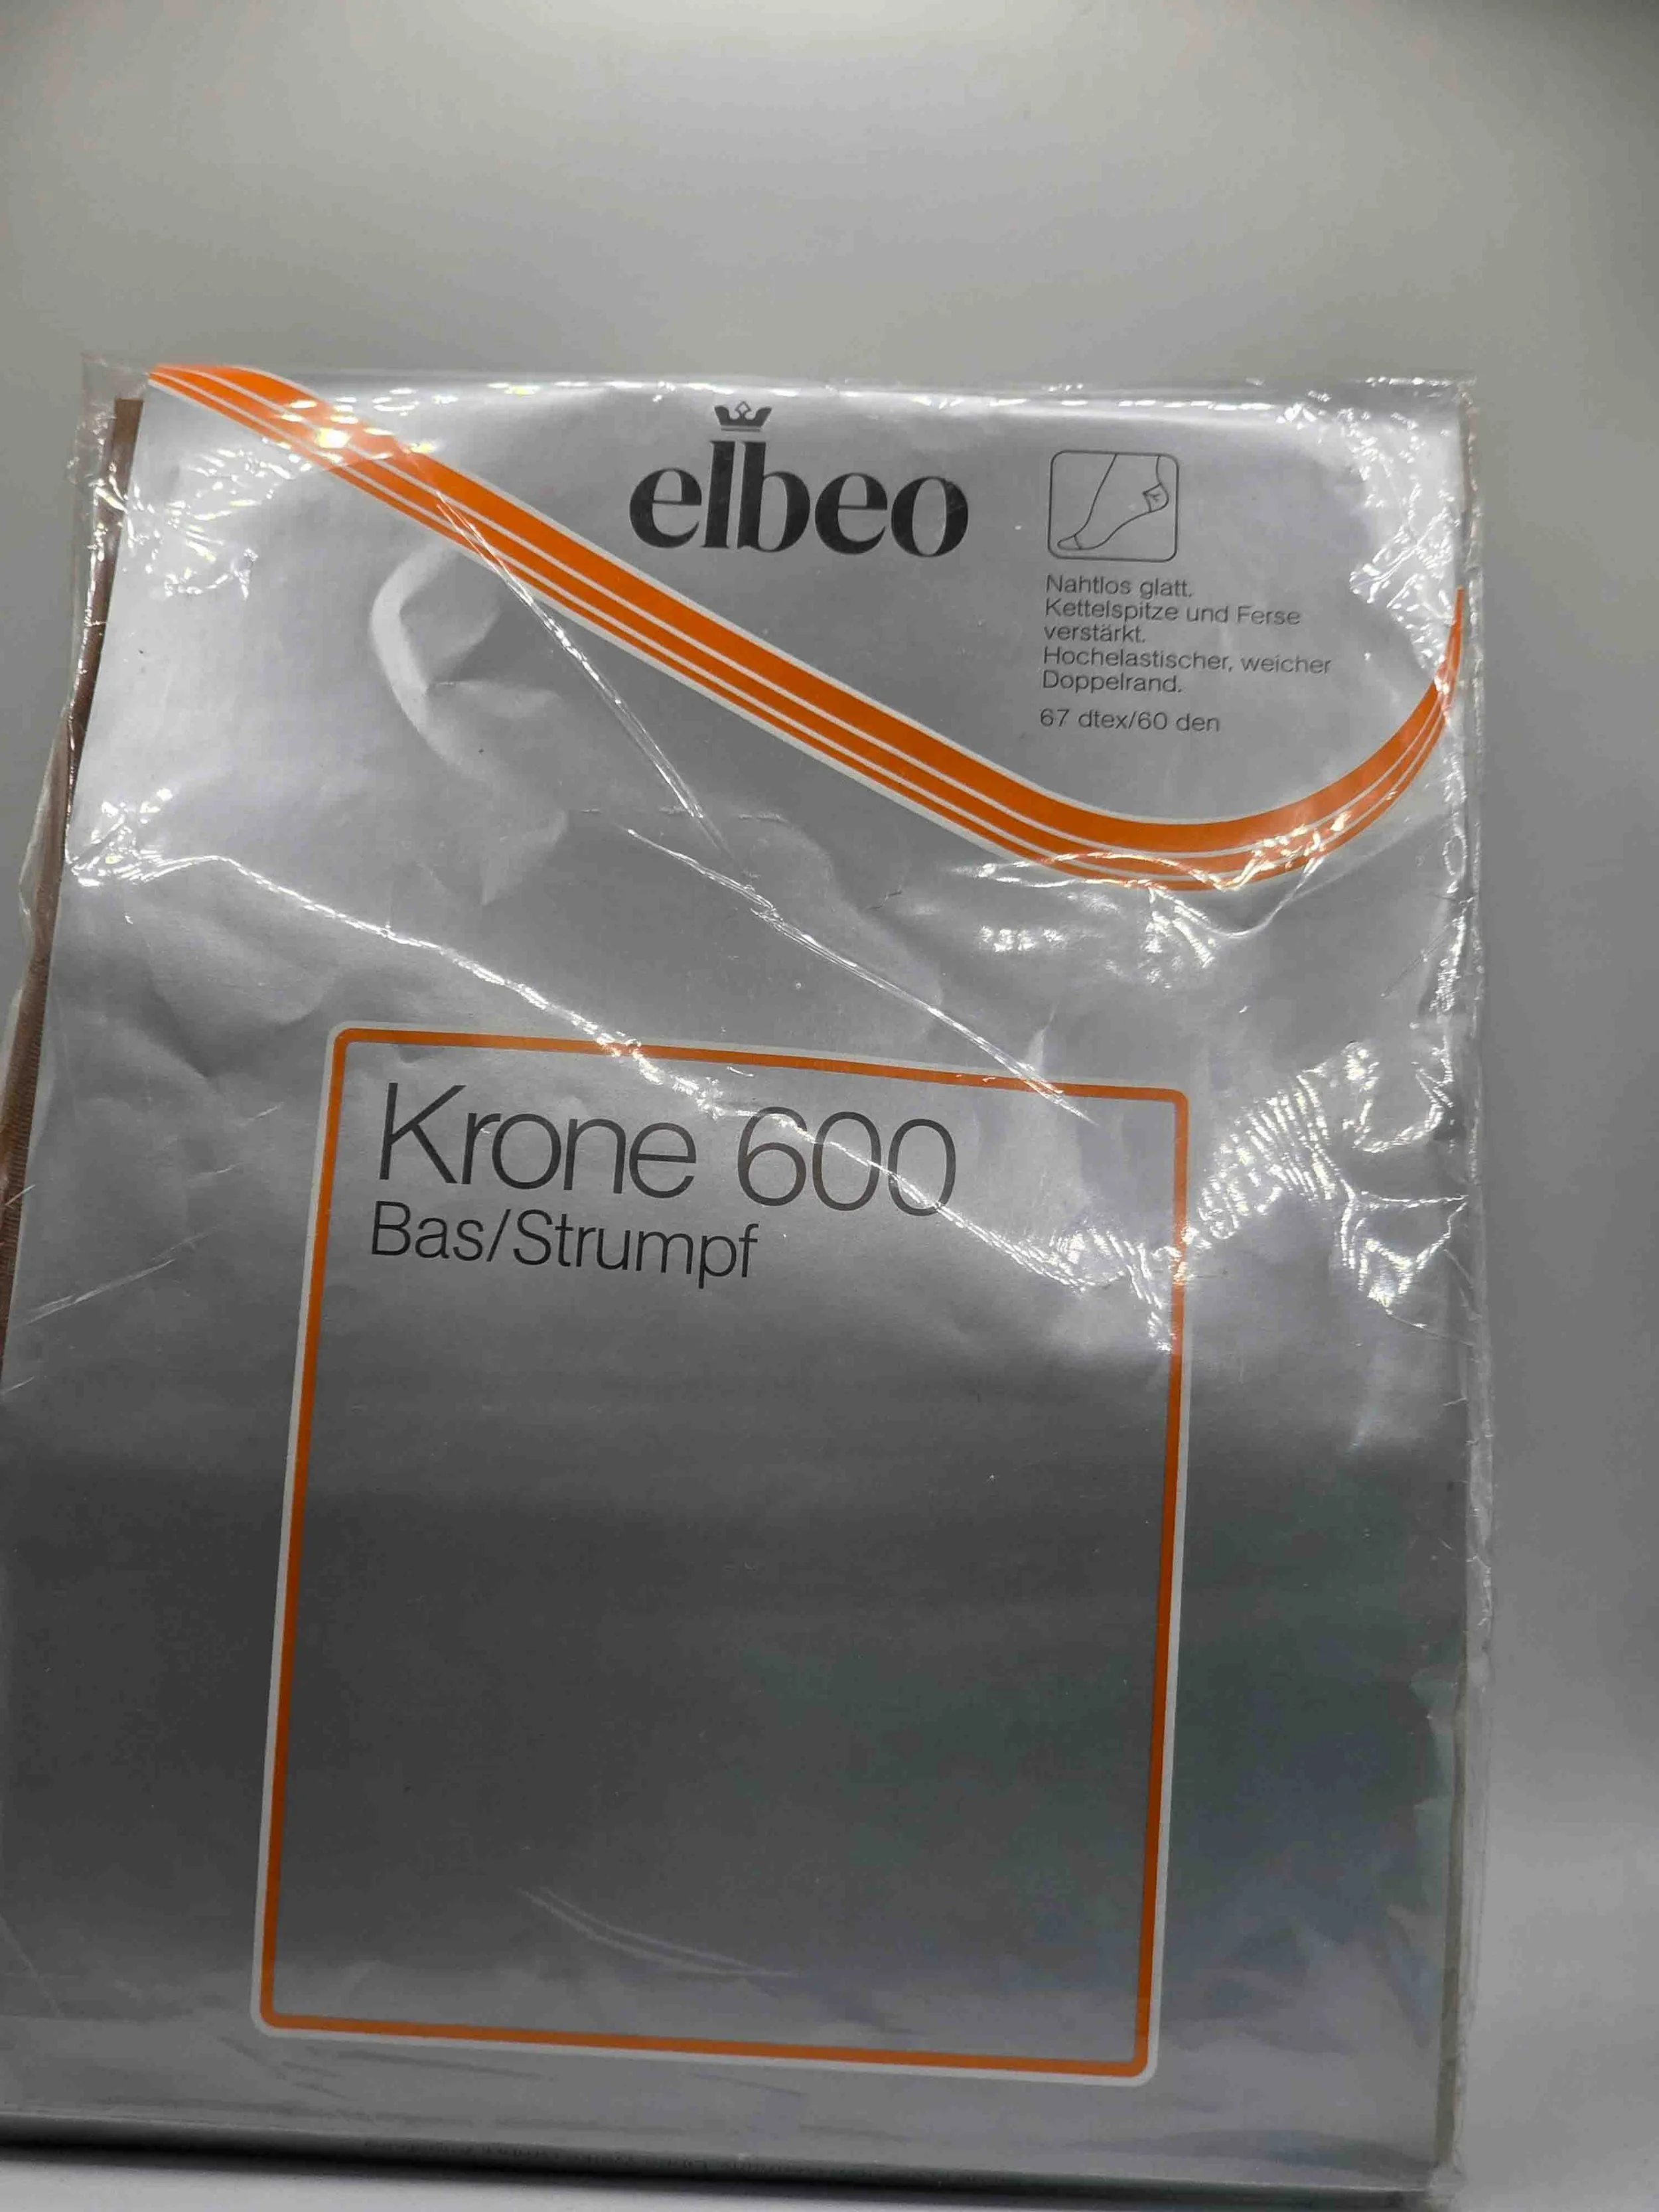 elbeo
Nahtlos glatt.
Kettelspitze und Ferse
verstärkt.
Hochelastischer, weicher
Doppelrand.
67 dtex/60 den
Krone 600
Bas/Strumpf